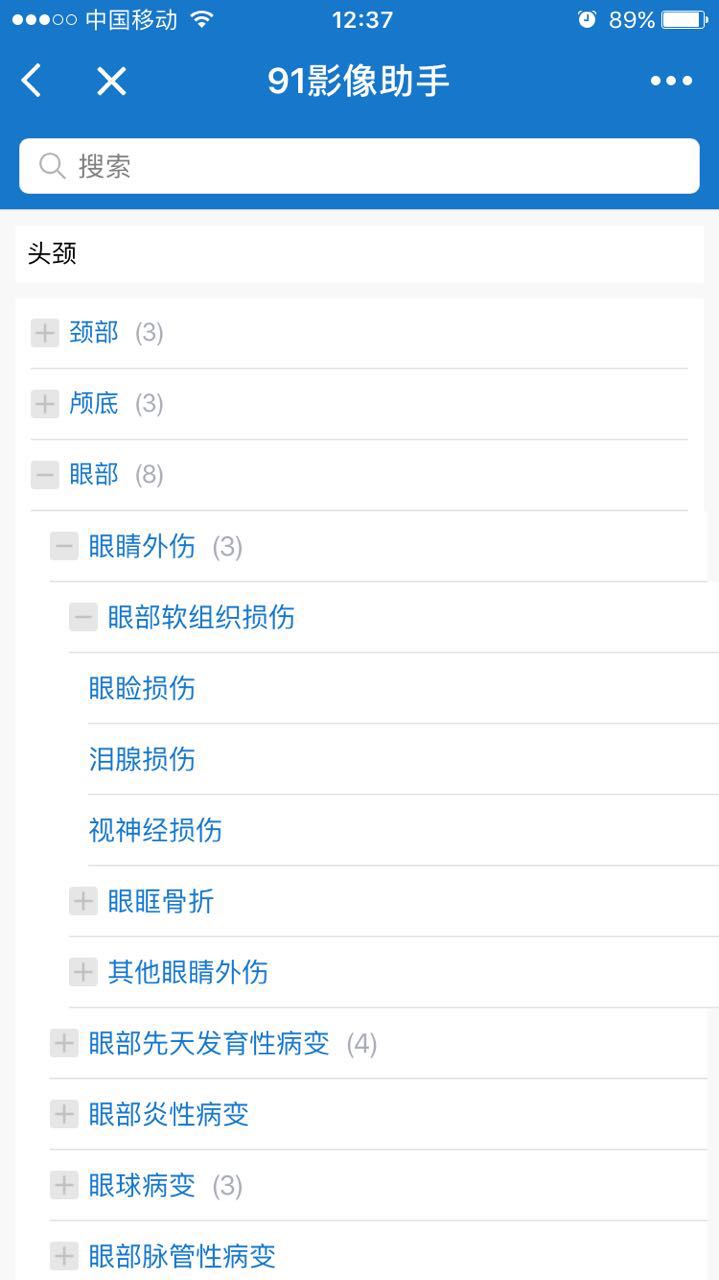 中国移动 12:37 89%
91影像助手
搜索
头颈
颈部 (3)
颅底 (3)
眼部 (8)
眼睛外伤 (3)
眼部软组织损伤
眼睑损伤
泪腺损伤
视神经损伤
眼眶骨折
其他眼睛外伤
眼部先天发育性病变 (4)
眼部炎性病变
眼球病变 (3)
眼部脉管性病变